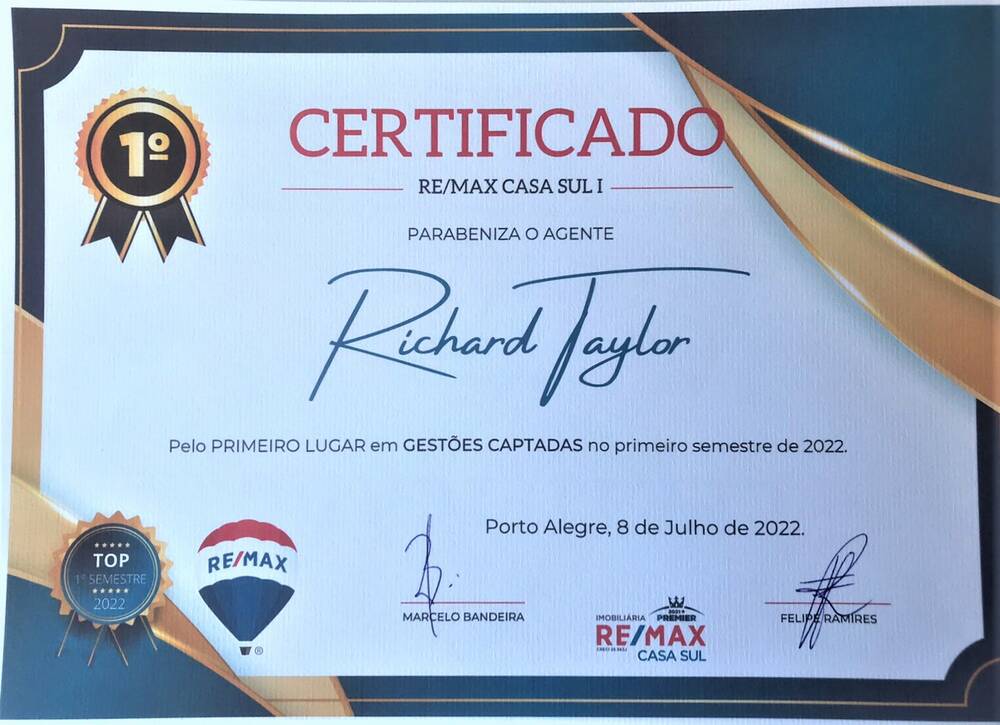 1º
CERTIFICADO
RE/MAX CASA SUL I
PARABENIZA O AGENTE
Richard Taylor
Pelo PRIMEIRO LUGAR em GESTÕES CAPTADAS no primeiro semestre de 2022.
Porto Alegre, 8 de Julho de 2022.
TOP
1º SEMESTRE
2022
RE/MAX
®
MARCELO BANDEIRA
IMOBILIÁRIA
2021
PREMIER
RE/MAX
CASA SUL
FELIPE RAMIRES